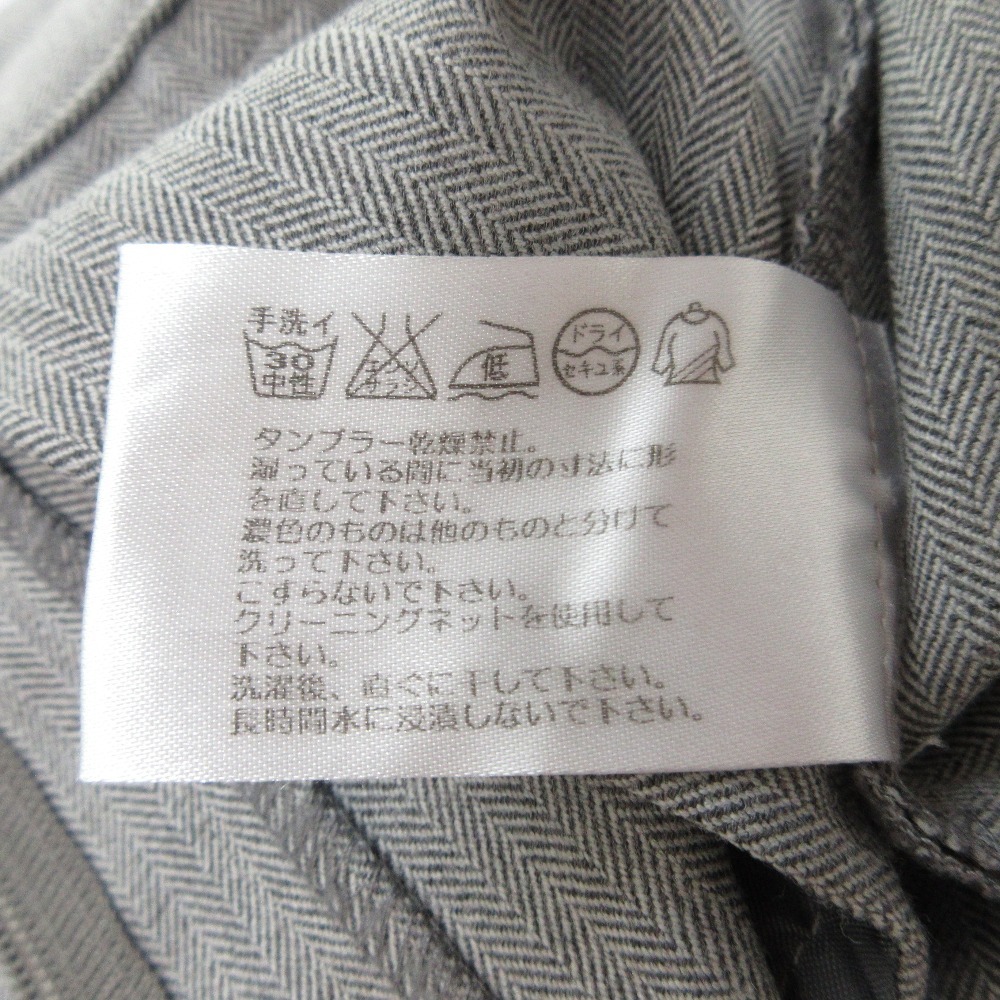 手洗イ
30
中性
エンソ
サラシ
低
ドライ
セキユ系
タンブラー乾燥禁止。
湿っている間に当初の寸法に形
を直して下さい。
濃色のものは他のものと分けて
洗って下さい。
こすらないで下さい。
クリーニングネットを使用して
下さい。
洗濯後、直ぐに干して下さい。
長時間水に浸漬しないで下さい。